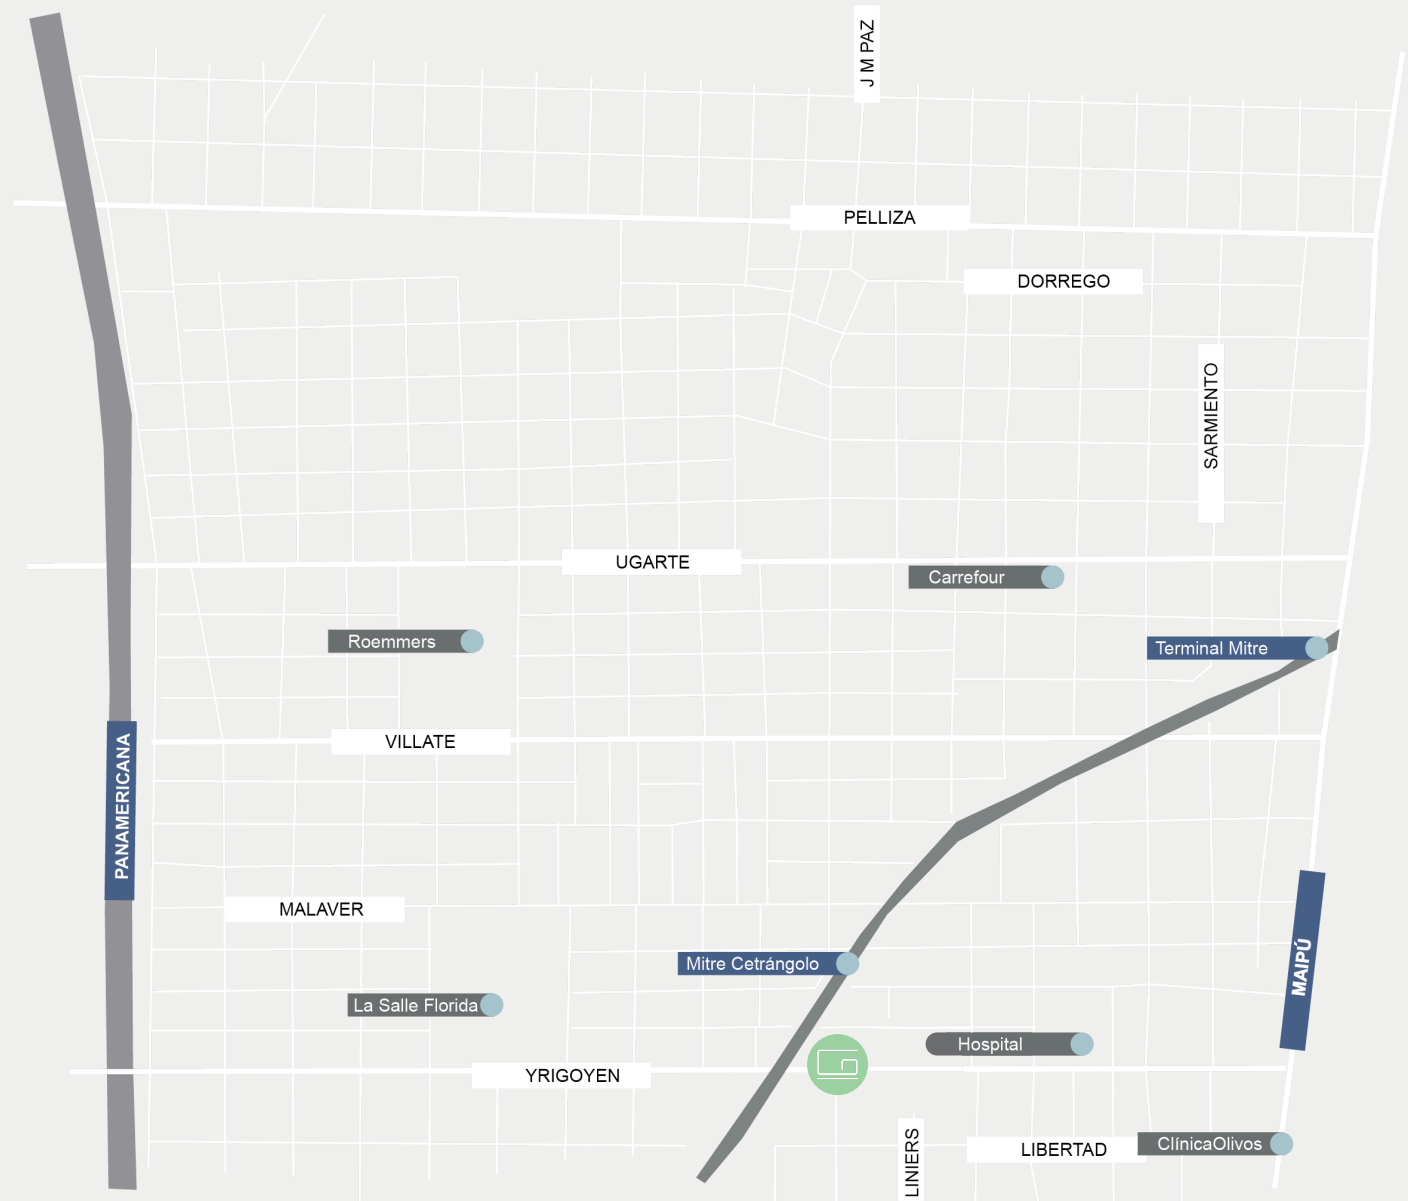 J M PAZ
PELLIZA
DORREGO
SARMIENTO
UGARTE
Carrefour
Roemmers
Terminal Mitre
VILLATE
PANAMERICANA
MALAVER
MAIPÚ
Mitre Cetrángolo
La Salle Florida
Hospital
YRIGOYEN
LINIERS
LIBERTAD
ClínicaOlivos